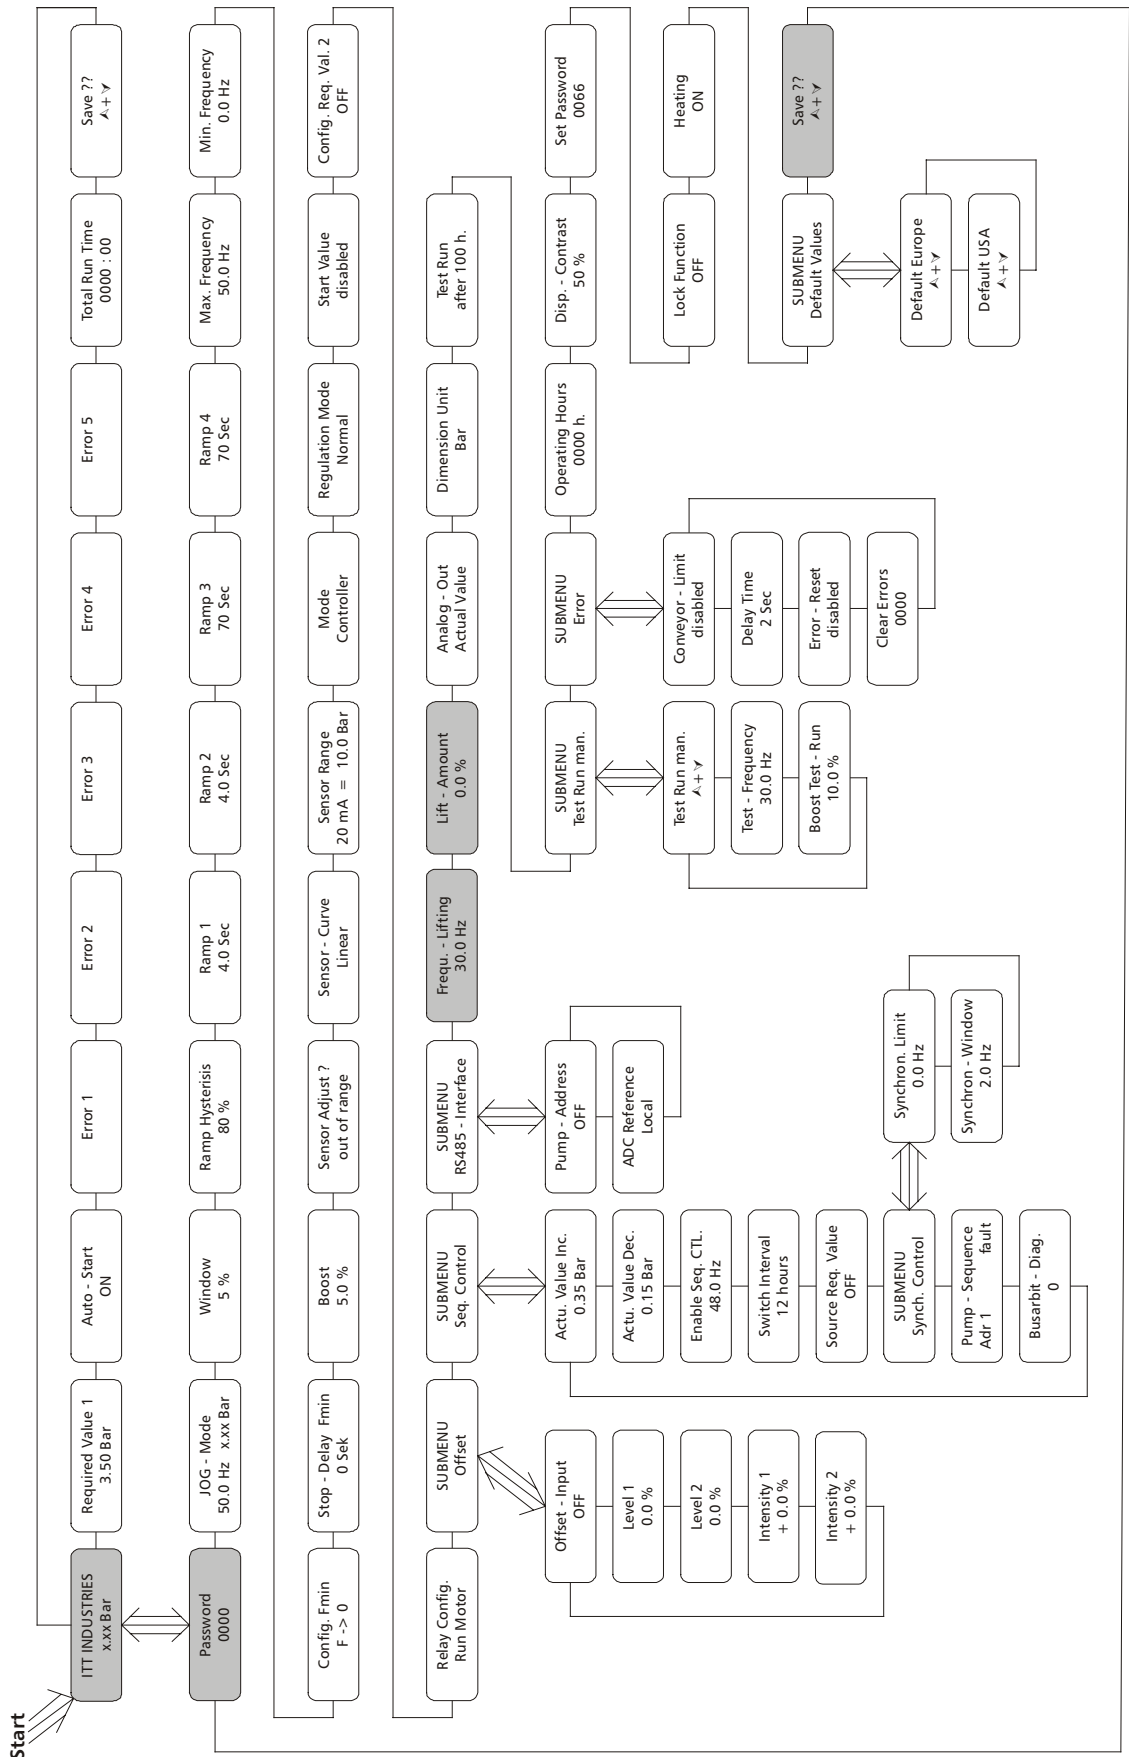 Start
ITT INDUSTRIES
x.xx Bar
Required Value 1
3.50 Bar
Auto - Start
ON
Error 1
Error 2
Error 3
Error 4
Error 5
Total Run Time
0000 : 00
Save ??
⮝+⮟
Password
0000
JOG - Mode
50.0 Hz x.xx Bar
Window
5 %
Ramp Hysterisis
80 %
Ramp 1
4.0 Sec
Ramp 2
4.0 Sec
Ramp 3
70 Sec
Ramp 4
70 Sec
Max. Frequency
50.0 Hz
Min. Frequency
0.0 Hz
Config. Fmin
F -> 0
Stop - Delay Fmin
0 Sek
Boost
5.0 %
Sensor Adjust ?
out of range
Sensor - Curve
Linear
Sensor Range
20 mA = 10.0 Bar
Mode
Controller
Regulation Mode
Normal
Start Value
disabled
Config. Req. Val. 2
OFF
Relay Config.
Run Motor
SUBMENU
Offset
SUBMENU
Seq. Control
SUBMENU
RS485 - Interface
Frequ. - Lifting
30.0 Hz
Lift - Amount
0.0 %
Analog - Out
Actual Value
Dimension Unit
Bar
Test Run
after 100 h.
Offset - Input
OFF
Level 1
0.0 %
Level 2
0.0 %
Intensity 1
+ 0.0 %
Intensity 2
+ 0.0 %
Actu. Value Inc.
0.35 Bar
Actu. Value Dec.
0.15 Bar
Enable Seq. CTL.
48.0 Hz
Switch Interval
12 hours
Source Req. Value
OFF
SUBMENU
Synch. Control
Pump - Sequence
Adr 1 fault
Busarbit - Diag.
0
Synchron. Limit
0.0 Hz
Synchron - Window
2.0 Hz
Pump - Address
OFF
ADC Reference
Local
SUBMENU
Test Run man.
SUBMENU
Error
Operating Hours
0000 h.
Disp. - Contrast
50 %
Set Password
0066
Test Run man.
⮝+⮟
Test - Frequency
30.0 Hz
Boost Test - Run
10.0 %
Conveyor - Limit
disabled
Delay Time
2 Sec
Error - Reset
disabled
Clear Errors
0000
Lock Function
OFF
Heating
ON
SUBMENU
Default Values
Save ??
⮝+⮟
Default Europe
⮝+⮟
Default USA
⮝+⮟